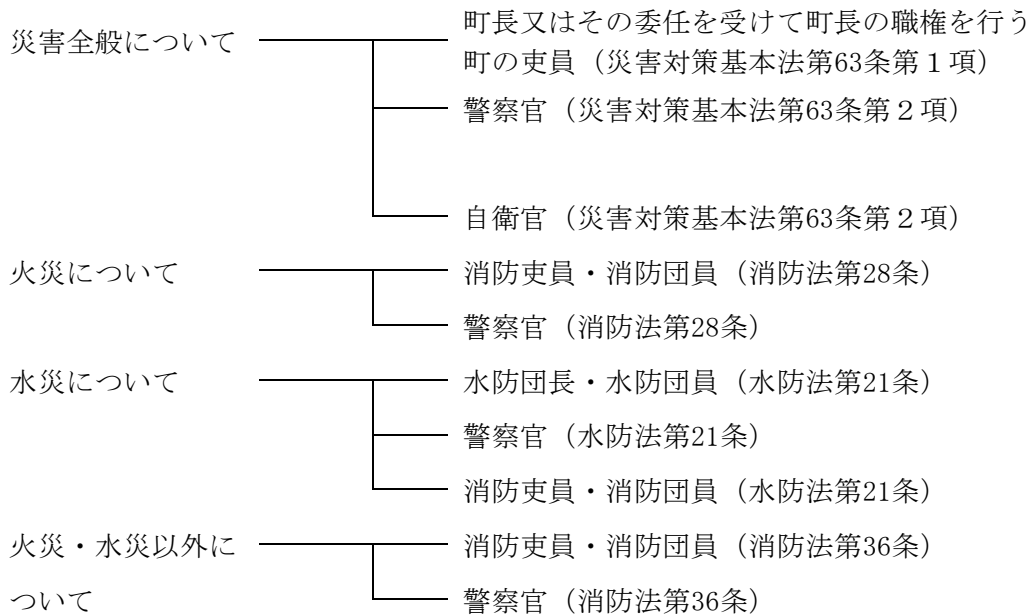 災害全般について
町長又はその委任を受けて町長の職権を行う
町の吏員(災害対策基本法第63条第１項)
警察官(災害対策基本法第63条第２項)
自衛官(災害対策基本法第63条第２項)
火災について
消防吏員・消防団員(消防法第28条)
警察官(消防法第28条)
水災について
水防団長・水防団員(水防法第21条)
警察官(水防法第21条)
消防吏員・消防団員(水防法第21条)
火災・水災以外に
ついて
消防吏員・消防団員(消防法第36条)
警察官(消防法第36条)